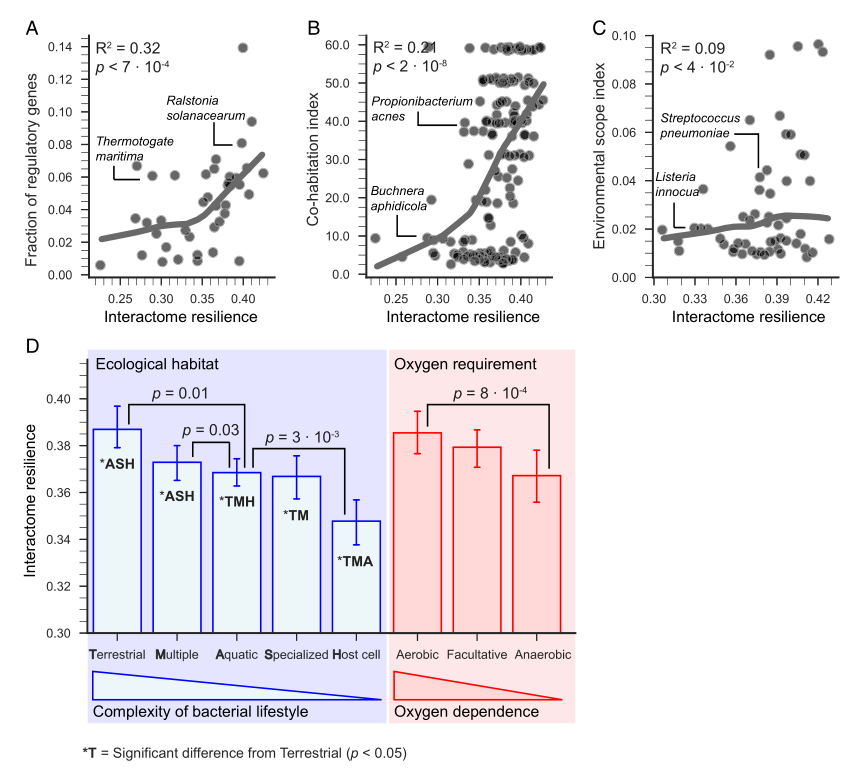 A
R² = 0.32
p < 7 · 10⁻⁴
Ralstonia
solanacearum
Thermotogate
maritima
Fraction of regulatory genes
0.14
0.12
0.10
0.08
0.06
0.04
0.02
0.00
0.25 0.30 0.35 0.40
Interactome resilience
B
R² = 0.21
p < 2 · 10⁻⁸
Propionibacterium
acnes
Buchnera
aphidicola
Co-habitation index
60.0
50.0
40.0
30.0
20.0
10.0
0.0
0.25 0.30 0.35 0.40
Interactome resilience
C
R² = 0.09
p < 4 · 10⁻²
Streptococcus
pneumoniae
Listeria
innocua
Environmental scope index
0.10
0.08
0.06
0.04
0.02
0.00
0.30 0.33 0.36 0.39 0.42
Interactome resilience
D
Ecological habitat
Oxygen requirement
p = 0.01
p = 0.03
p = 3 · 10⁻³
p = 8 · 10⁻⁴
*ASH
*ASH
*TMH
*TM
*TMA
Interactome resilience
0.40
0.38
0.36
0.34
0.32
0.30
Terrestrial Multiple Aquatic Specialized Host cell Aerobic Facultative Anaerobic
Complexity of bacterial lifestyle
Oxygen dependence
*T = Significant difference from Terrestrial (p < 0.05)